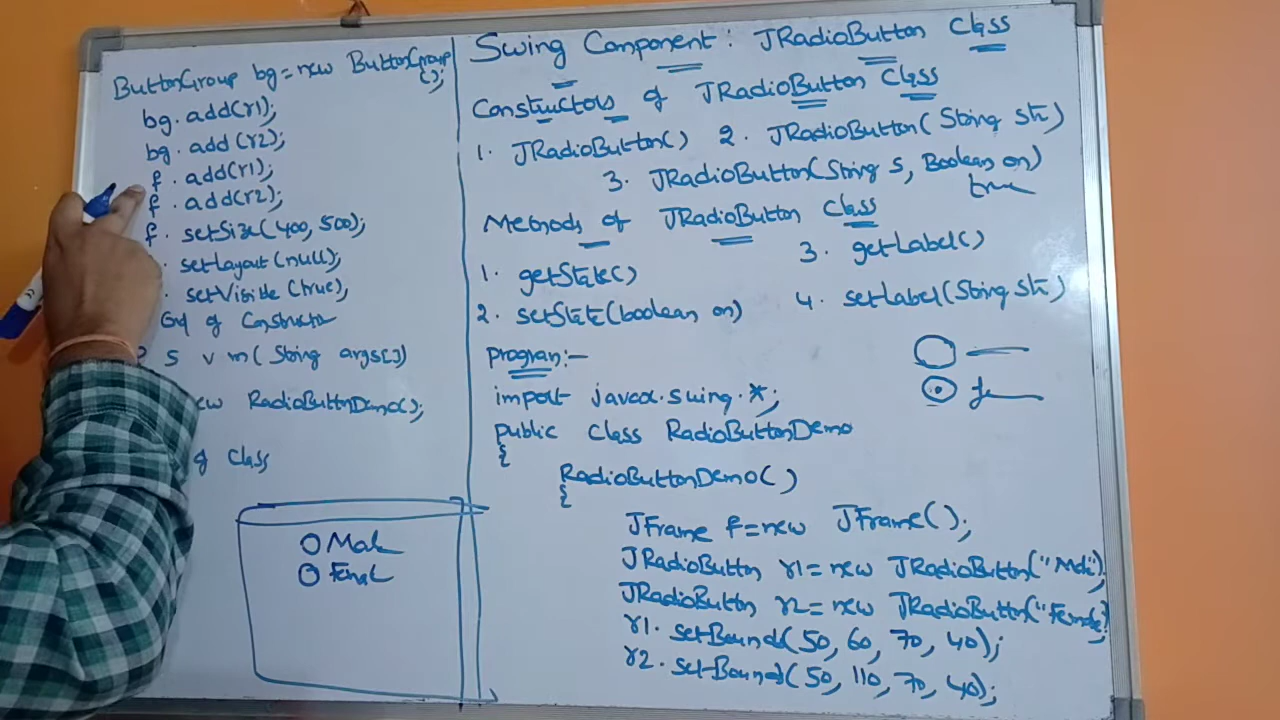 Swing Component: JRadioButton Class
Constructors of JRadioButton Class
1. JRadioButton() 2. JRadioButton(String str)
3. JRadioButton(String s, Boolean on)
true
Methods of JRadioButton Class
1. getState()
3. getLabel()
2. setState(boolean on)
4. setLabel(String str)
program:-
import javax.swing.*;
public class RadioButtonDemo
{
RadioButtonDemo()
{
JFrame f=new JFrame();
JRadioButton r1=new JRadioButton("Male");
JRadioButton r2=new JRadioButton("Female");
r1. setBound(50, 60, 70, 40);
r2. setBound(50, 110, 70, 40);
ButtonGroup bg=new ButtonGroup
();
bg.add(r1);
bg.add(r2);
f.add(r1);
f.add(r2);
f. setSize(400, 500);
. setLayout(null);
. setVisible(true);
of Constructor
S v m( String args[])
new RadioButtonDemo();
of Class
Male
Female